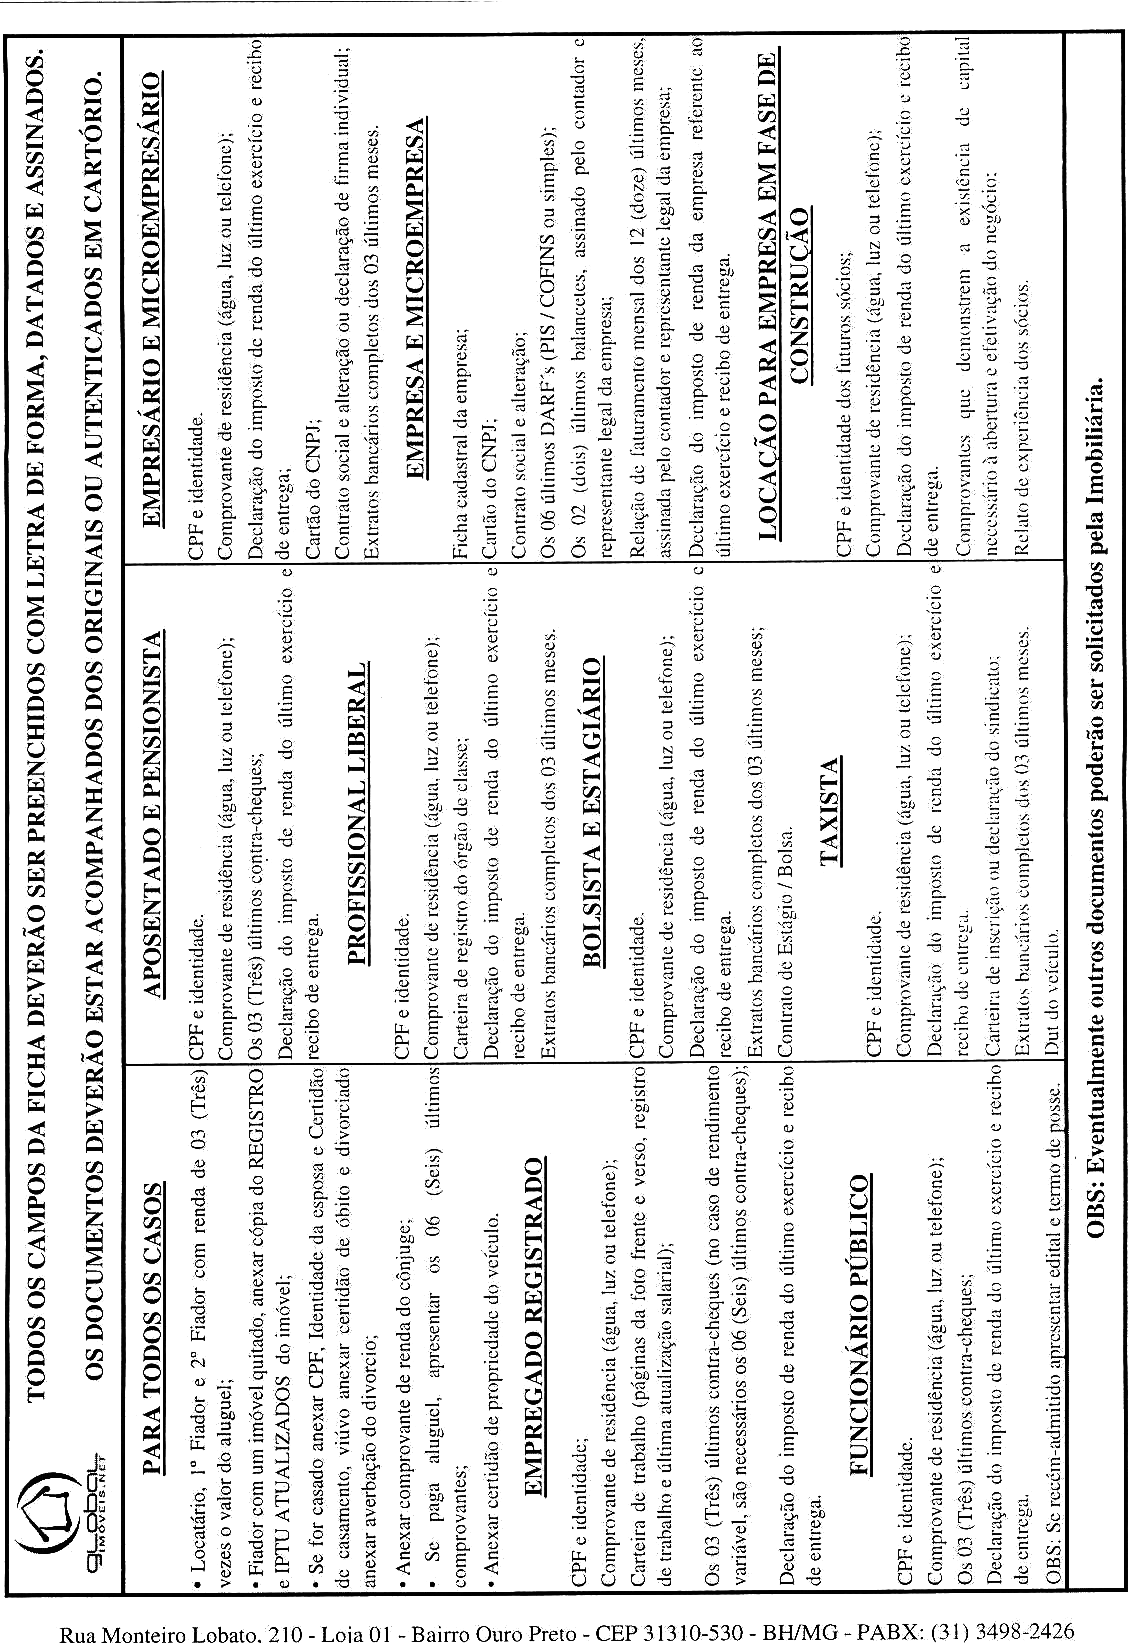 GLOBAL
IMÓVEIS.NET
TODOS OS CAMPOS DA FICHA DEVERÃO SER PREENCHIDOS COM LETRA DE FORMA, DATADOS E ASSINADOS.
OS DOCUMENTOS DEVERÃO ESTAR ACOMPANHADOS DOS ORIGINAIS OU AUTENTICADOS EM CARTÓRIO.
PARA TODOS OS CASOS
• Locatário, 1º Fiador e 2º Fiador com renda de 03 (Três)
vezes o valor do aluguel;
• Fiador com um imóvel quitado, anexar cópia do REGISTRO
e IPTU ATUALIZADOS do imóvel;
• Se for casado anexar CPF, Identidade da esposa e Certidão
de casamento, viúvo anexar certidão de óbito e divorciado
anexar averbação do divorcio;
• Anexar comprovante de renda do cônjuge;
• Se paga aluguel, apresentar os 06 (Seis) últimos
comprovantes;
• Anexar certidão de propriedade do veículo.
EMPREGADO REGISTRADO
CPF e identidade;
Comprovante de residência (água, luz ou telefone);
Carteira de trabalho (páginas da foto frente e verso, registro
de trabalho e última atualização salarial);
Os 03 (Três) últimos contra-cheques (no caso de rendimento
variável, são necessários os 06 (Seis) últimos contra-cheques);
Declaração do imposto de renda do último exercício e recibo
de entrega.
FUNCIONÁRIO PÚBLICO
CPF e identidade.
Comprovante de residência (água, luz ou telefone);
Os 03 (Três) últimos contra-cheques;
Declaração do imposto de renda do último exercício e recibo
de entrega.
OBS: Se recém-admitido apresentar edital e termo de posse.
APOSENTADO E PENSIONISTA
CPF e identidade.
Comprovante de residência (água, luz ou telefone);
Os 03 (Três) últimos contra-cheques;
Declaração do imposto de renda do último exercício e
recibo de entrega.
PROFISSIONAL LIBERAL
CPF e identidade.
Comprovante de residência (água, luz ou telefone);
Carteira de registro do órgão de classe;
Declaração do imposto de renda do último exercício e
recibo de entrega.
Extratos bancários completos dos 03 últimos meses.
BOLSISTA E ESTAGIÁRIO
CPF e identidade.
Comprovante de residência (água, luz ou telefone);
Declaração do imposto de renda do último exercício e
recibo de entrega.
Extratos bancários completos dos 03 últimos meses;
Contrato de Estágio / Bolsa.
TAXISTA
CPF e identidade.
Comprovante de residência (água, luz ou telefone);
Declaração do imposto de renda do último exercício e
recibo de entrega.
Carteira de inscrição ou declaração do sindicato;
Extratos bancários completos dos 03 últimos meses.
Dut do veículo.
EMPRESÁRIO E MICROEMPRESÁRIO
CPF e identidade.
Comprovante de residência (água, luz ou telefone);
Declaração do imposto de renda do último exercício e recibo
de entrega;
Cartão do CNPJ;
Contrato social e alteração ou declaração de firma individual;
Extratos bancários completos dos 03 últimos meses.
EMPRESA E MICROEMPRESA
Ficha cadastral da empresa;
Cartão do CNPJ;
Contrato social e alteração;
Os 06 últimos DARF´s (PIS / COFINS ou simples);
Os 02 (dois) últimos balancetes, assinado pelo contador e
representante legal da empresa;
Relação de faturamento mensal dos 12 (doze) últimos meses,
assinada pelo contador e representante legal da empresa;
Declaração do imposto de renda da empresa referente ao
último exercício e recibo de entrega.
LOCAÇÃO PARA EMPRESA EM FASE DE
CONSTRUÇÃO
CPF e identidade dos futuros sócios;
Comprovante de residência (água, luz ou telefone);
Declaração do imposto de renda do último exercício e recibo
de entrega.
Comprovantes que demonstrem a existência de capital
necessário à abertura e efetivação do negócio;
Relato de experiência dos sócios.
OBS: Eventualmente outros documentos poderão ser solicitados pela Imobiliária.
Rua Monteiro Lobato, 210 - Loja 01 - Bairro Ouro Preto - CEP 31310-530 - BH/MG - PABX: (31) 3498-2426